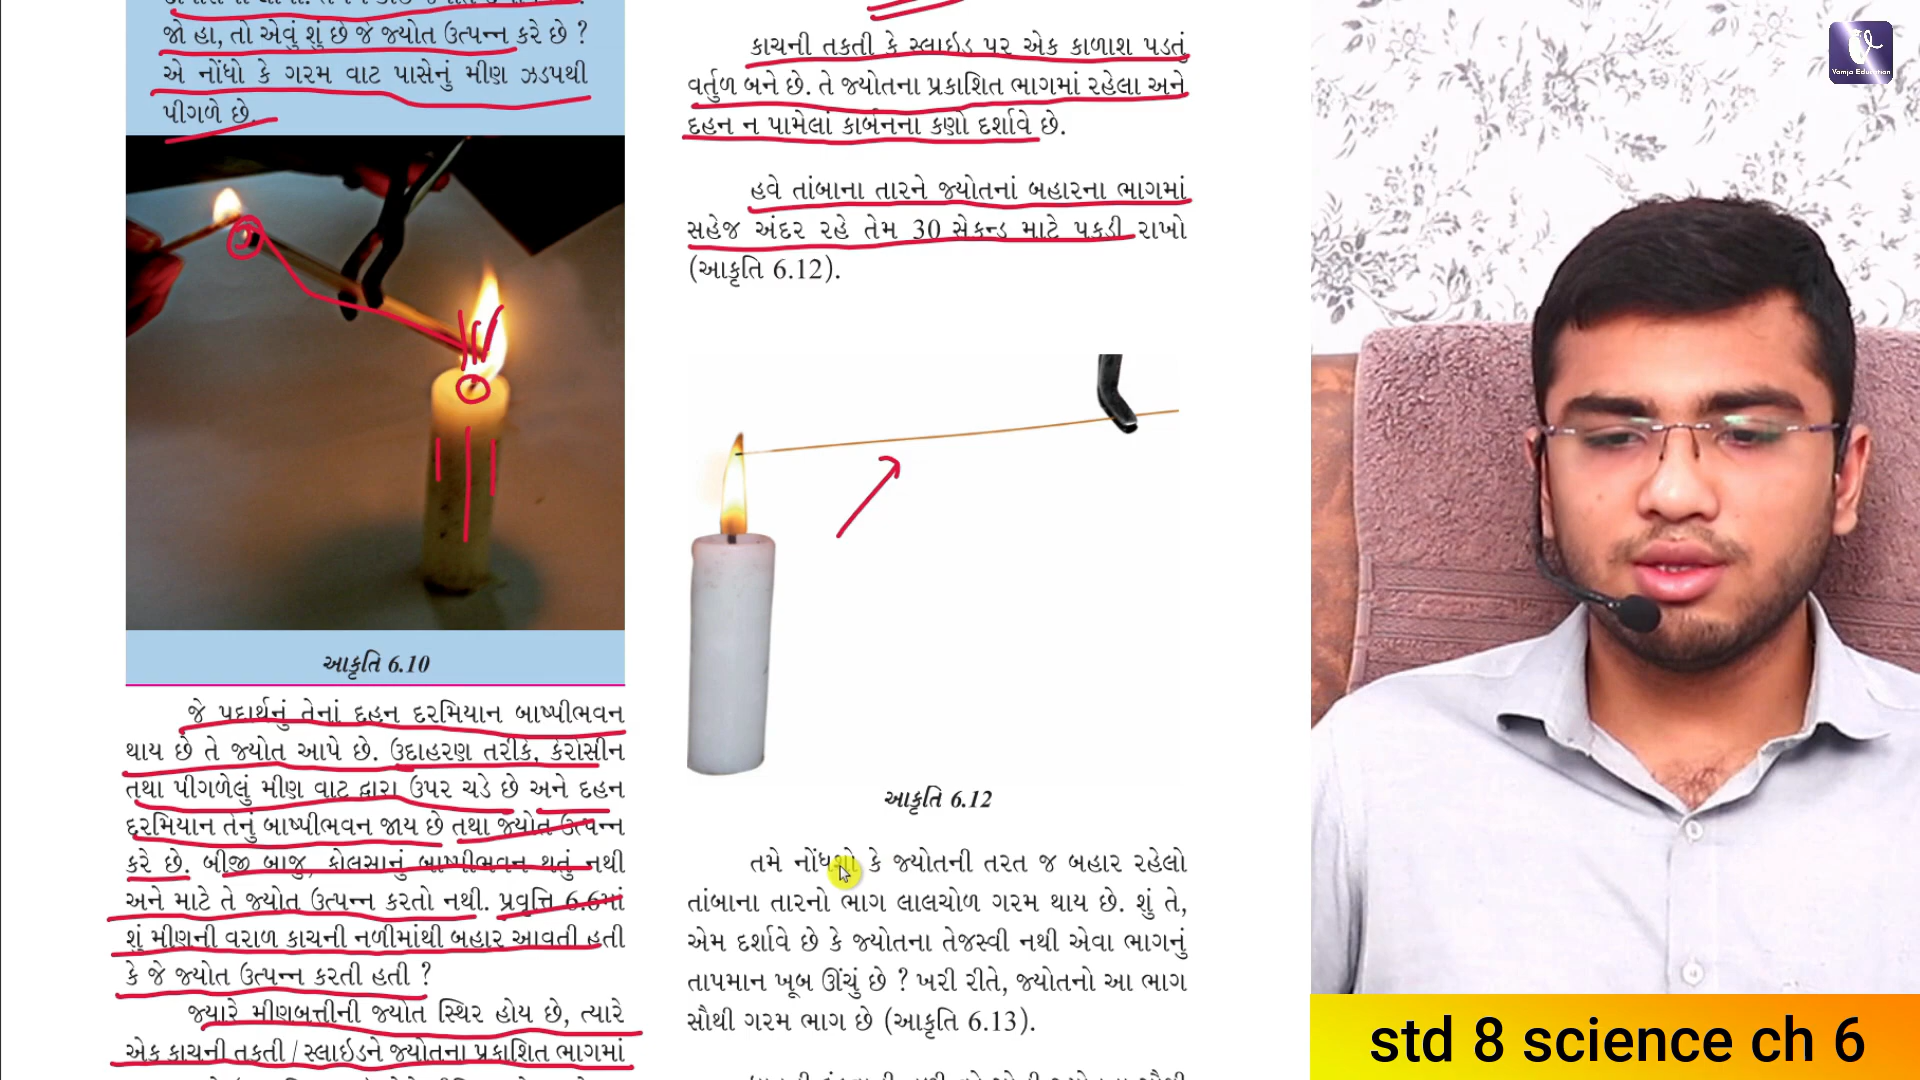 જો હા, તો એવું શું છે જે જ્યોત ઉત્પન્ન કરે છે ?
એ નોંધો કે ગરમ વાટ પાસેનું મીણ ઝડપથી
પીગળે છે.
આકૃતિ 6.10
જે પદાર્થનું તેનાં દહન દરમિયાન બાષ્પીભવન
થાય છે તે જ્યોત આપે છે. ઉદાહરણ તરીકે, કેરોસીન
તથા પીગળેલું મીણ વાટ દ્વારા ઉપર ચડે છે અને દહન
દરમિયાન તેનું બાષ્પીભવન જાય છે તથા જ્યોત ઉત્પન્ન
કરે છે. બીજી બાજુ, કોલસાનું બાષ્પીભવન થતું નથી
અને માટે તે જ્યોત ઉત્પન્ન કરતો નથી. પ્રવૃત્તિ 6.6માં
શું મીણની વરાળ કાચની નળીમાંથી બહાર આવતી હતી
કે જે જ્યોત ઉત્પન્ન કરતી હતી ?
જ્યારે મીણબત્તીની જ્યોત સ્થિર હોય છે, ત્યારે
એક કાચની તકતી / સ્લાઇડને જ્યોતના પ્રકાશિત ભાગમાં
કાચની તકતી કે સ્લાઇડ પર એક કાળાશ પડતું
વર્તુળ બને છે. તે જ્યોતના પ્રકાશિત ભાગમાં રહેલા અને
દહન ન પામેલાં કાર્બનના કણો દર્શાવે છે.
હવે તાંબાના તારને જ્યોતનાં બહારના ભાગમાં
સહેજ અંદર રહે તેમ 30 સેકન્ડ માટે પકડી રાખો
(આકૃતિ 6.12).
આકૃતિ 6.12
તમે નોંધશો કે જ્યોતની તરત જ બહાર રહેલો
તાંબાના તારનો ભાગ લાલચોળ ગરમ થાય છે. શું તે,
એમ દર્શાવે છે કે જ્યોતના તેજસ્વી નથી એવા ભાગનું
તાપમાન ખૂબ ઊંચું છે ? ખરી રીતે, જ્યોતનો આ ભાગ
સૌથી ગરમ ભાગ છે (આકૃતિ 6.13).
Vamja Education
std 8 science ch 6